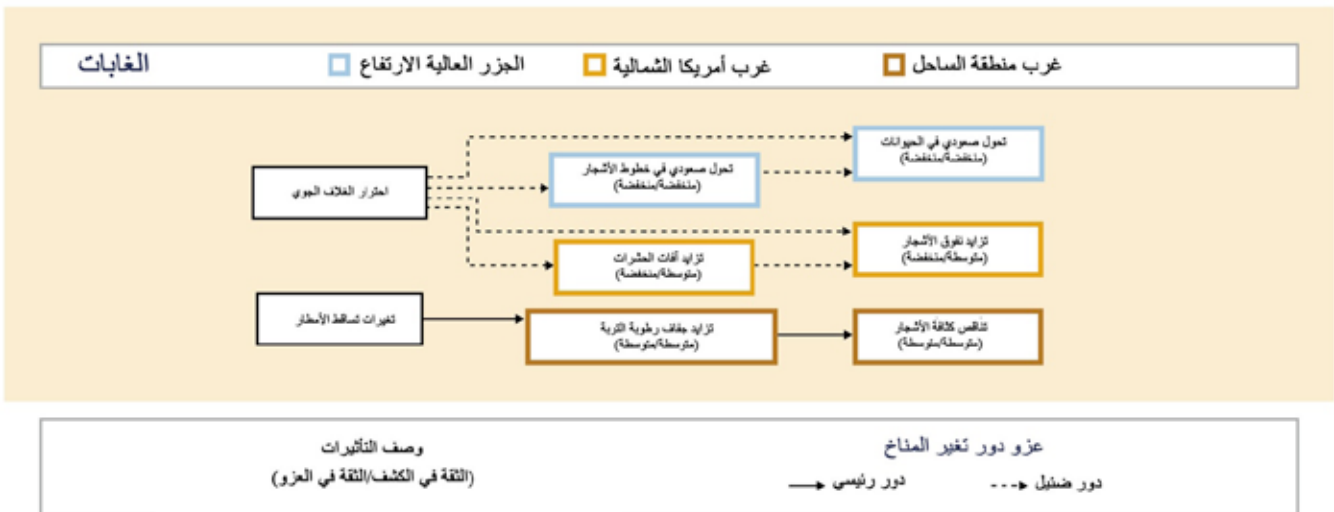 الغابات
الجزر العالية الارتفاع
غرب أمريكا الشمالية
غرب منطقة الساحل
احترار الغلاف الجوي
تحول صعودي في خطوط الأشجار
(منخفضة/منخفضة)
تحول صعودي في الحيوانات
(منخفضة/منخفضة)
تزايد آفات الحشرات
(متوسطة/منخفضة)
تزايد نفوق الأشجار
(متوسطة/منخفضة)
تغيرات تساقط الأمطار
تزايد جفاف رطوبة التربة
(متوسطة/متوسطة)
تناقص كثافة الأشجار
(متوسطة/متوسطة)
عزو دور تغير المناخ
دور رئيسي
دور ضئيل
وصف التأثيرات
(الثقة في الكشف/الثقة في العزو)